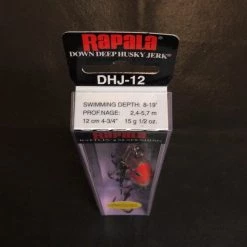 Rapala
DOWN DEEP HUSKY JERK
DHJ-12
SWIMMING DEPTH: 8-19'
PROF.NAGE: 2,4-5,7 m
12 cm 4-3/4" 15 g 1/2 oz.
RAPALA